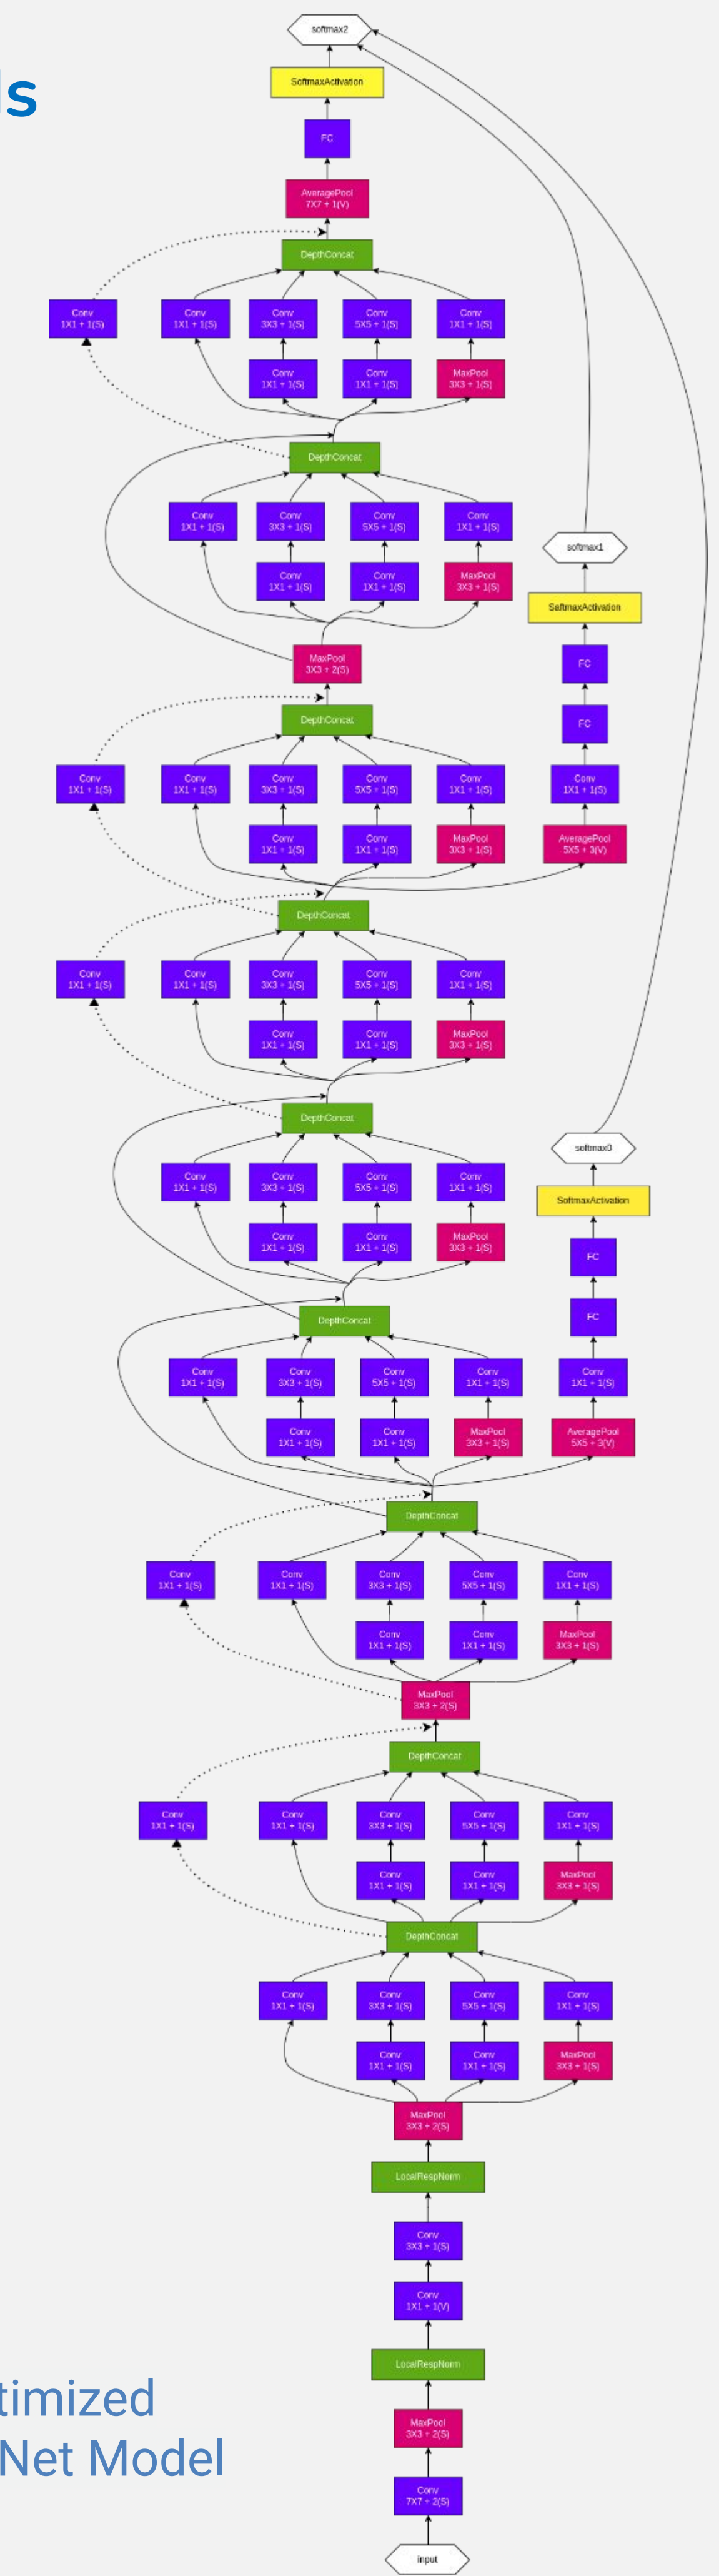 softmax2
ls
SoftmaxActivation
FC
AveragePool
7X7 + 1(V)
DepthConcat
Conv
1X1 + 1(S)
Conv
1X1 + 1(S)
Conv
3X3 + 1(S)
Conv
5X5 + 1(S)
Conv
1X1 + 1(S)
Conv
1X1 + 1(S)
Conv
1X1 + 1(S)
MaxPool
3X3 + 1(S)
DepthConcat
Conv
1X1 + 1(S)
Conv
3X3 + 1(S)
Conv
5X5 + 1(S)
Conv
1X1 + 1(S)
softmax1
Conv
1X1 + 1(S)
Conv
1X1 + 1(S)
MaxPool
3X3 + 1(S)
SaftmaxActivation
MaxPool
3X3 + 2(S)
FC
DepthConcat
FC
Conv
1X1 + 1(S)
Conv
1X1 + 1(S)
Conv
3X3 + 1(S)
Conv
5X5 + 1(S)
Conv
1X1 + 1(S)
Conv
1X1 + 1(S)
Conv
1X1 + 1(S)
Conv
1X1 + 1(S)
MaxPool
3X3 + 1(S)
AveragePool
5X5 + 3(V)
DepthConcat
Conv
1X1 + 1(S)
Conv
1X1 + 1(S)
Conv
3X3 + 1(S)
Conv
5X5 + 1(S)
Conv
1X1 + 1(S)
Conv
1X1 + 1(S)
Conv
1X1 + 1(S)
MaxPool
3X3 + 1(S)
DepthConcat
softmax0
Conv
1X1 + 1(S)
Conv
3X3 + 1(S)
Conv
5X5 + 1(S)
Conv
1X1 + 1(S)
SoftmaxActivation
Conv
1X1 + 1(S)
Conv
1X1 + 1(S)
MaxPool
3X3 + 1(S)
FC
DepthConcat
FC
Conv
1X1 + 1(S)
Conv
3X3 + 1(S)
Conv
5X5 + 1(S)
Conv
1X1 + 1(S)
Conv
1X1 + 1(S)
Conv
1X1 + 1(S)
Conv
1X1 + 1(S)
MaxPool
3X3 + 1(S)
AveragePool
5X5 + 3(V)
DepthConcat
Conv
1X1 + 1(S)
Conv
1X1 + 1(S)
Conv
3X3 + 1(S)
Conv
5X5 + 1(S)
Conv
1X1 + 1(S)
Conv
1X1 + 1(S)
Conv
1X1 + 1(S)
MaxPool
3X3 + 1(S)
MaxPool
3X3 + 2(S)
DepthConcat
Conv
1X1 + 1(S)
Conv
1X1 + 1(S)
Conv
3X3 + 1(S)
Conv
5X5 + 1(S)
Conv
1X1 + 1(S)
Conv
1X1 + 1(S)
Conv
1X1 + 1(S)
MaxPool
3X3 + 1(S)
DepthConcat
Conv
1X1 + 1(S)
Conv
3X3 + 1(S)
Conv
5X5 + 1(S)
Conv
1X1 + 1(S)
Conv
1X1 + 1(S)
Conv
1X1 + 1(S)
MaxPool
3X3 + 1(S)
MaxPool
3X3 + 2(S)
LocalRespNorm
Conv
3X3 + 1(S)
Conv
1X1 + 1(V)
LocalRespNorm
timized
Net Model
MaxPool
3X3 + 2(S)
Conv
7X7 + 2(S)
input